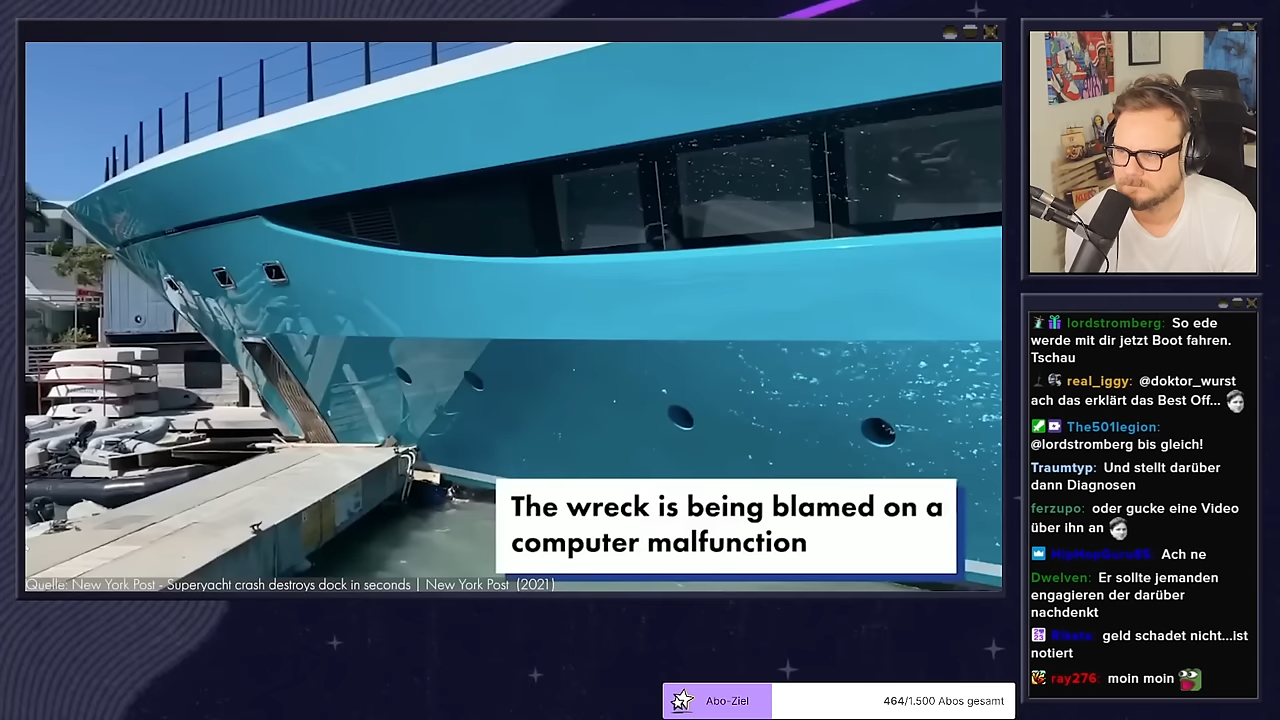 The wreck is being blamed on a
computer malfunction
Quelle: New York Post - Superyacht crash destroys dock in seconds | New York Post (2021)
lordstromberg: So ede
werde mit dir jetzt Boot fahren.
Tschau
real_iggy: @doktor_wurst
ach das erklärt das Best Off...
The501legion:
@lordstromberg bis gleich!
Traumtyp: Und stellt darüber
dann Diagnosen
ferzupo: oder gucke eine Video
über ihn an
Ach ne
Dwelven: Er sollte jemanden
engagieren der darüber
nachdenkt
geld schadet nicht...ist
notiert
ray276: moin moin
Abo-Ziel
464/1.500 Abos gesamt